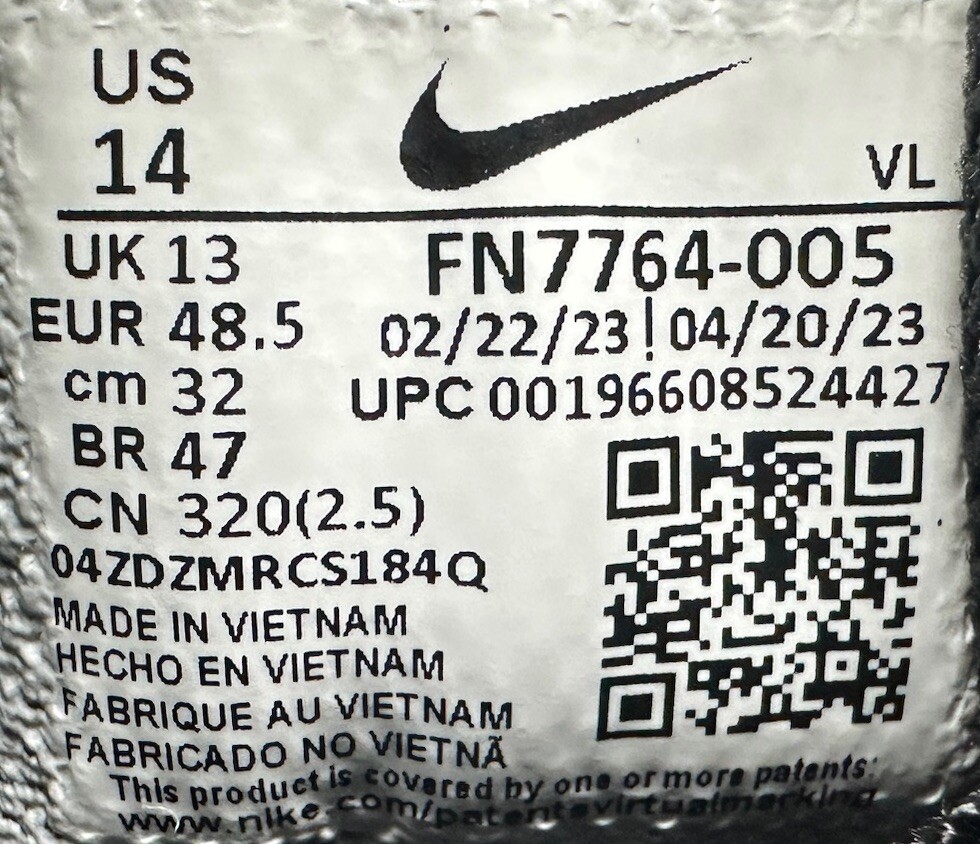 US
14
VL
UK 13
FN7764-005
EUR 48.5
02/22/23 | 04/20/23
cm 32
UPC 00196608524427
BR 47
CN 320(2.5)
04ZDZMRCS184Q
MADE IN VIETNAM
HECHO EN VIETNAM
FABRIQUE AU VIETNAM
FABRICADO NO VIETNÃ
This product is covered by one or more patents:
www.nike.com/patentsvirtualmarking